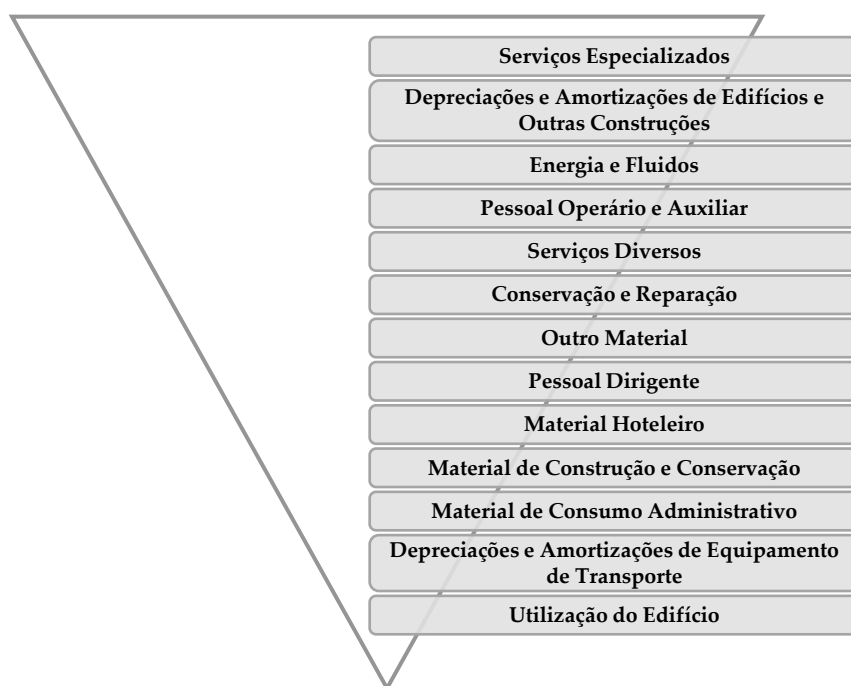 Serviços Especializados
Depreciações e Amortizações de Edifícios e
Outras Construções
Energia e Fluidos
Pessoal Operário e Auxiliar
Serviços Diversos
Conservação e Reparação
Outro Material
Pessoal Dirigente
Material Hoteleiro
Material de Construção e Conservação
Material de Consumo Administrativo
Depreciações e Amortizações de Equipamento
de Transporte
Utilização do Edifício